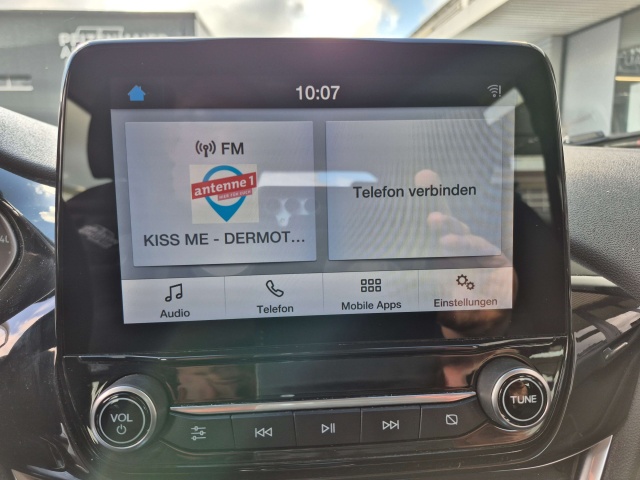 10:07
FM
antenne 1
KISS ME - DERMOT...
Telefon verbinden
Audio
Telefon
Mobile Apps
Einstellungen
VOL
TUNE